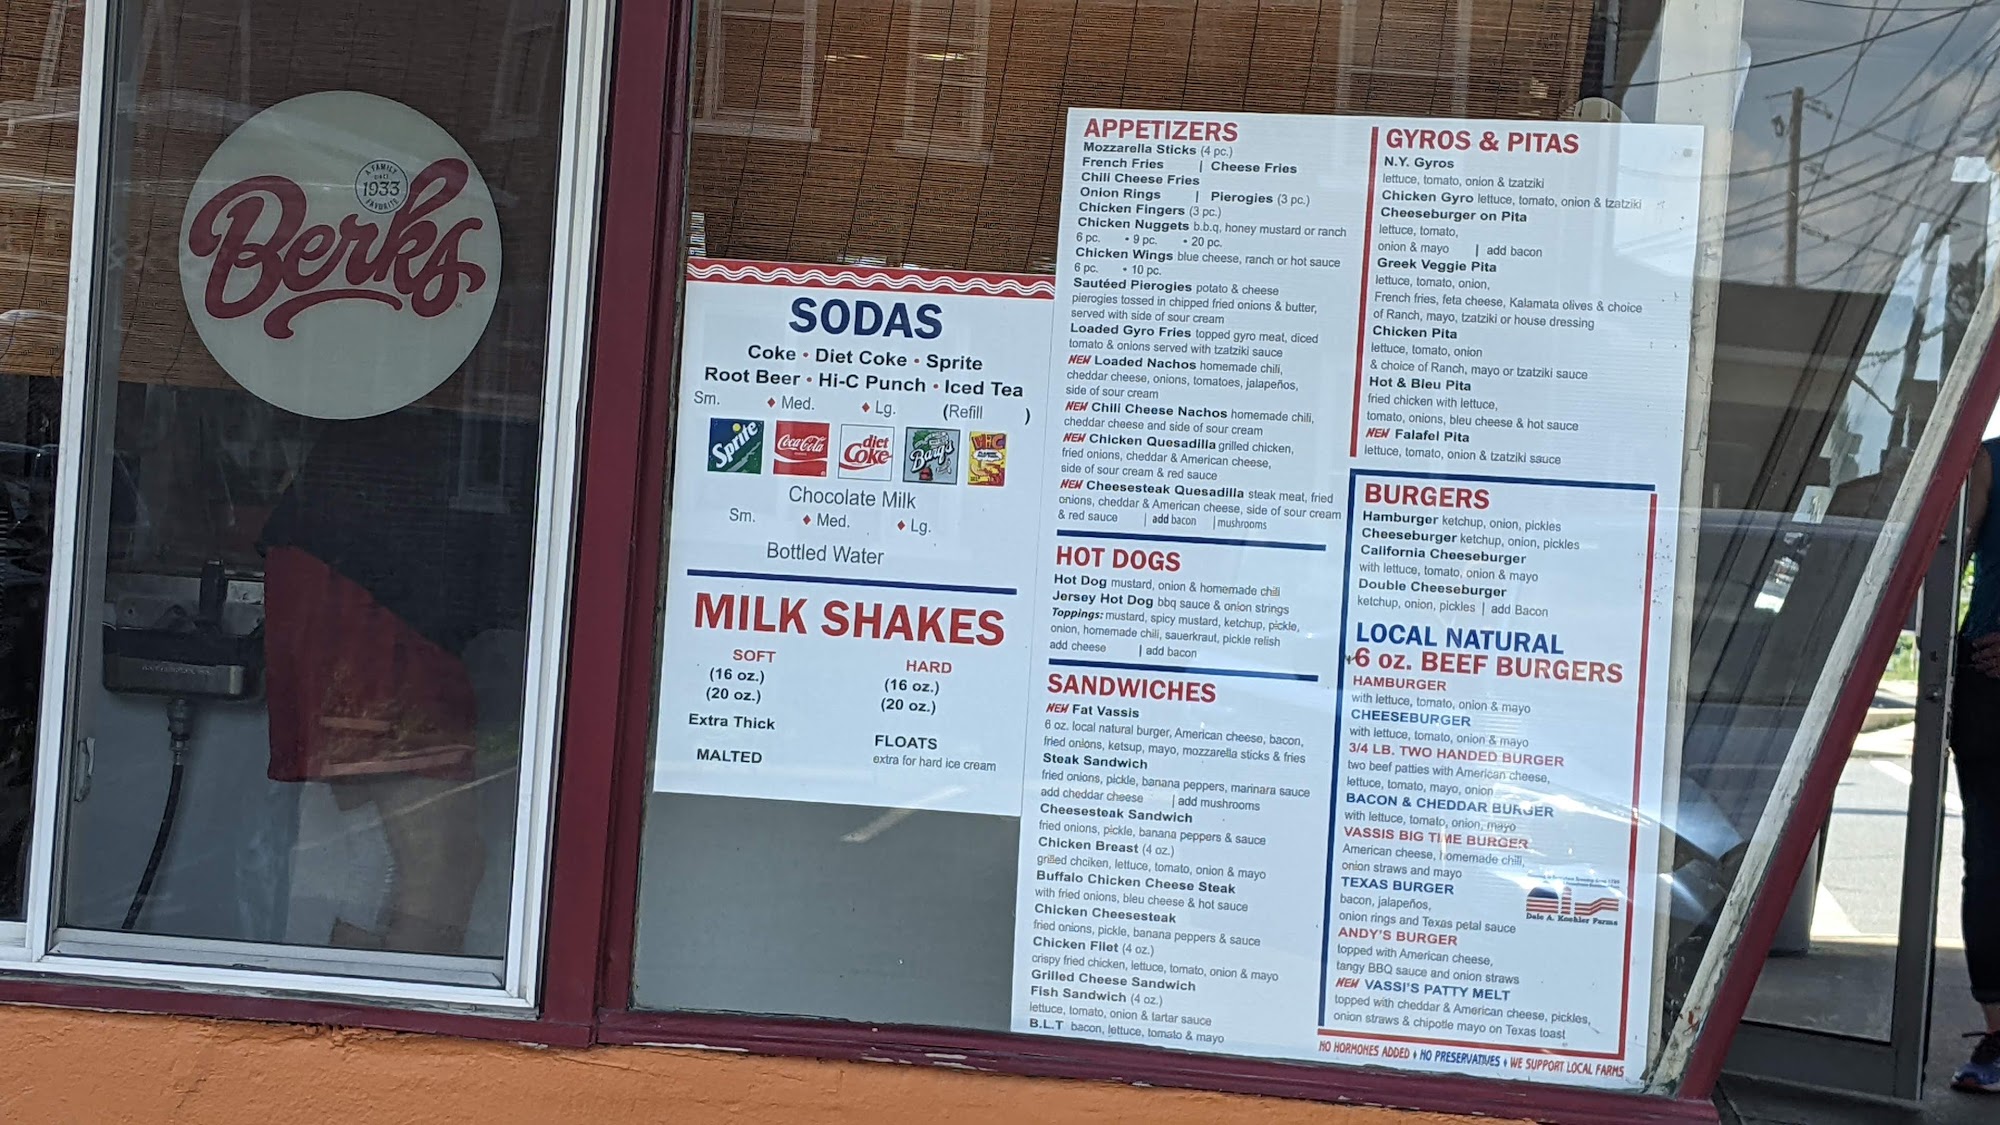 A FAMILY
SINCE
1933
FAVORITE
Berks
SODAS
Coke • Diet Coke • Sprite
Root Beer • Hi-C Punch • Iced Tea
Sm. ♦ Med. ♦ Lg. (Refill )
Sprite Coca-Cola diet Coke Barq's Hi-C
Chocolate Milk
Sm. ♦ Med. ♦ Lg.
Bottled Water
MILK SHAKES
SOFT
(16 oz.)
(20 oz.)
Extra Thick
MALTED
HARD
(16 oz.)
(20 oz.)
FLOATS
extra for hard ice cream
APPETIZERS
Mozzarella Sticks (4 pc.)
French Fries | Cheese Fries
Chili Cheese Fries
Onion Rings | Pierogies (3 pc.)
Chicken Fingers (3 pc.)
Chicken Nuggets b.b.q, honey mustard or ranch
6 pc. • 9 pc. • 20 pc.
Chicken Wings blue cheese, ranch or hot sauce
6 pc. • 10 pc.
Sautéed Pierogies potato & cheese
pierogies tossed in chipped fried onions & butter,
served with side of sour cream
Loaded Gyro Fries topped gyro meat, diced
tomato & onions served with tzatziki sauce
NEW Loaded Nachos homemade chili,
cheddar cheese, onions, tomatoes, jalapeños,
side of sour cream
NEW Chili Cheese Nachos homemade chili,
cheddar cheese and side of sour cream
NEW Chicken Quesadilla grilled chicken,
fried onions, cheddar & American cheese,
side of sour cream & red sauce
NEW Cheesesteak Quesadilla steak meat, fried
onions, cheddar & American cheese, side of sour cream
& red sauce | add bacon | mushrooms
HOT DOGS
Hot Dog mustard, onion & homemade chili
Jersey Hot Dog bbq sauce & onion strings
Toppings: mustard, spicy mustard, ketchup, pickle,
onion, homemade chili, sauerkraut, pickle relish
add cheese | add bacon
SANDWICHES
NEW Fat Vassis
6 oz. local natural burger, American cheese, bacon,
fried onions, ketsup, mayo, mozzarella sticks & fries
Steak Sandwich
fried onions, pickle, banana peppers, marinara sauce
add cheddar cheese | add mushrooms
Cheesesteak Sandwich
fried onions, pickle, banana peppers & sauce
Chicken Breast (4 oz.)
grilled chciken, lettuce, tomato, onion & mayo
Buffalo Chicken Cheese Steak
with fried onions, bleu cheese & hot sauce
Chicken Cheesesteak
fried onions, pickle, banana peppers & sauce
Chicken Filet (4 oz.)
crispy fried chicken, lettuce, tomato, onion & mayo
Grilled Cheese Sandwich
Fish Sandwich (4 oz.)
lettuce, tomato, onion & tartar sauce
B.L.T bacon, lettuce, tomato & mayo
GYROS & PITAS
N.Y. Gyros
lettuce, tomato, onion & tzatziki
Chicken Gyro lettuce, tomato, onion & tzatziki
Cheeseburger on Pita
lettuce, tomato,
onion & mayo | add bacon
Greek Veggie Pita
lettuce, tomato, onion,
French fries, feta cheese, Kalamata olives & choice
of Ranch, mayo, tzatziki or house dressing
Chicken Pita
lettuce, tomato, onion
& choice of Ranch, mayo or tzatziki sauce
Hot & Bleu Pita
fried chicken with lettuce,
tomato, onions, bleu cheese & hot sauce
NEW Falafel Pita
lettuce, tomato, onion & tzatziki sauce
BURGERS
Hamburger ketchup, onion, pickles
Cheeseburger ketchup, onion, pickles
California Cheeseburger
with lettuce, tomato, onion & mayo
Double Cheeseburger
ketchup, onion, pickles | add Bacon
LOCAL NATURAL
6 oz. BEEF BURGERS
HAMBURGER
with lettuce, tomato, onion & mayo
CHEESEBURGER
with lettuce, tomato, onion & mayo
3/4 LB. TWO HANDED BURGER
two beef patties with American cheese,
lettuce, tomato, mayo, onion
BACON & CHEDDAR BURGER
with lettuce, tomato, onion, mayo
VASSIS BIG TIME BURGER
American cheese, homemade chili,
onion straws and mayo
TEXAS BURGER
bacon, jalapeños,
onion rings and Texas petal sauce
Dale A. Koehler Farms
ANDY'S BURGER
topped with American cheese,
tangy BBQ sauce and onion straws
NEW VASSI'S PATTY MELT
topped with cheddar & American cheese, pickles,
onion straws & chipotle mayo on Texas toast
NO HORMONES ADDED ♦ NO PRESERVATIVES ♦ WE SUPPORT LOCAL FARMS